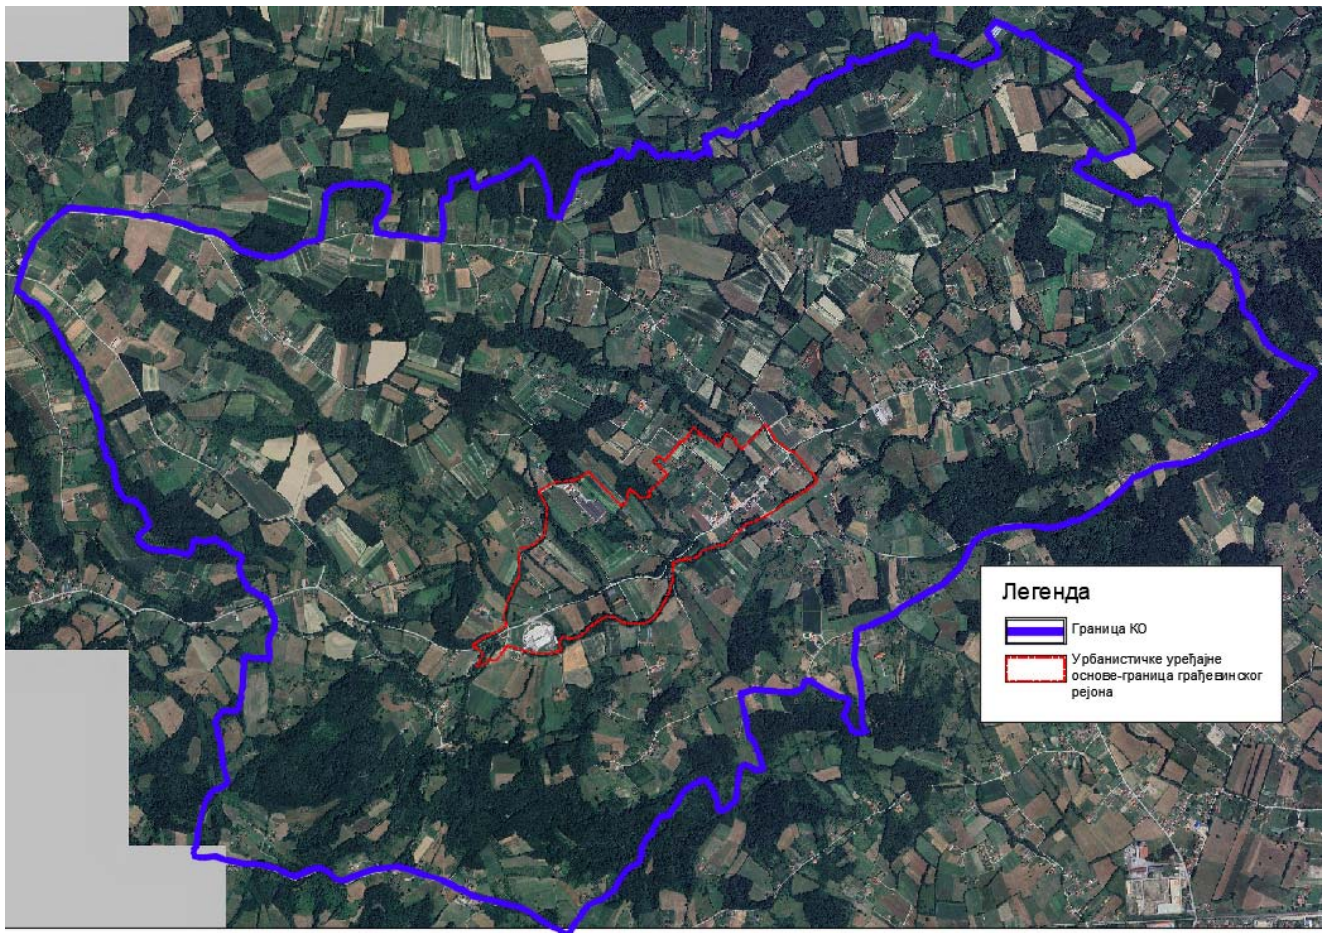 Легенда
Граница КО
Урбанистичке уређајне
основе-граница грађевинског
рејона